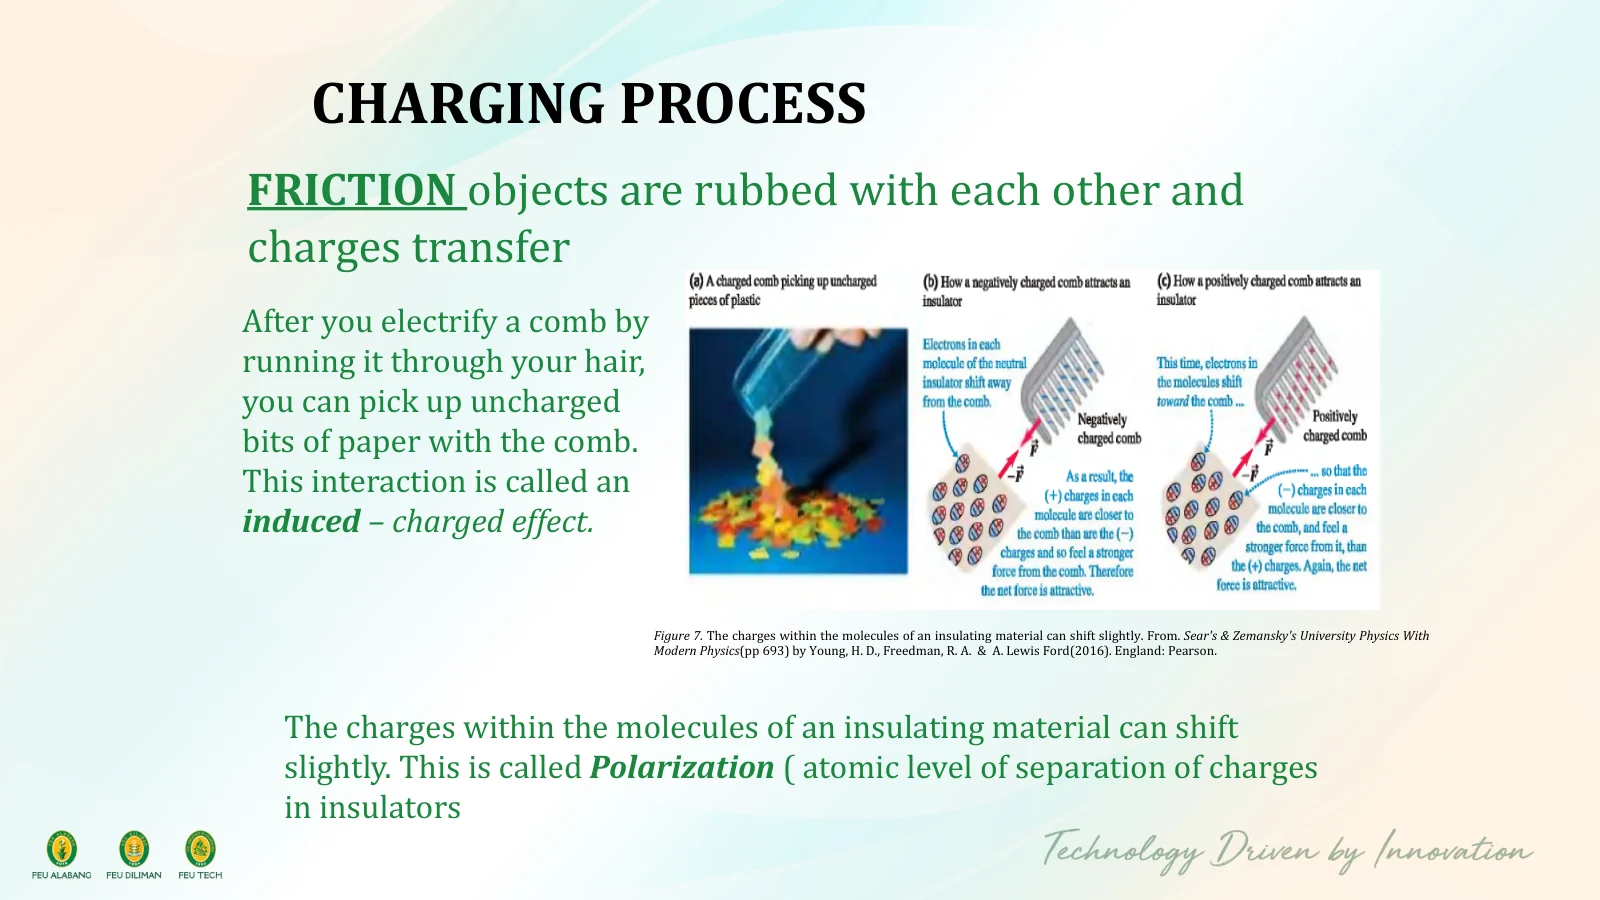 CHARGING PROCESS
FRICTION objects are rubbed with each other and
charges transfer
After you electrify a comb by
running it through your hair,
you can pick up uncharged
bits of paper with the comb.
This interaction is called an
induced – charged effect.
(a) A charged comb picking up uncharged
pieces of plastic
(b) How a negatively charged comb attracts an
insulator
Electrons in each
molecule of the neutral
insulator shift away
from the comb.
Negatively
charged comb
F
−F
As a result, the
(+) charges in each
molecule are closer to
the comb than are the (−)
charges and so feel a stronger
force from the comb. Therefore
the net force is attractive.
(c) How a positively charged comb attracts an
insulator
This time, electrons in
the molecules shift
toward the comb ...
Positively
charged comb
F
−F
... so that the
(−) charges in each
molecule are closer to
the comb, and feel a
stronger force from it, than
the (+) charges. Again, the net
force is attractive.
Figure 7. The charges within the molecules of an insulating material can shift slightly. From. Sear's & Zemansky's University Physics With
Modern Physics(pp 693) by Young, H. D., Freedman, R. A. & A. Lewis Ford(2016). England: Pearson.
The charges within the molecules of an insulating material can shift
slightly. This is called Polarization ( atomic level of separation of charges
in insulators
FEU ALABANG
FEU DILIMAN
FEU TECH
Technology Driven by Innovation